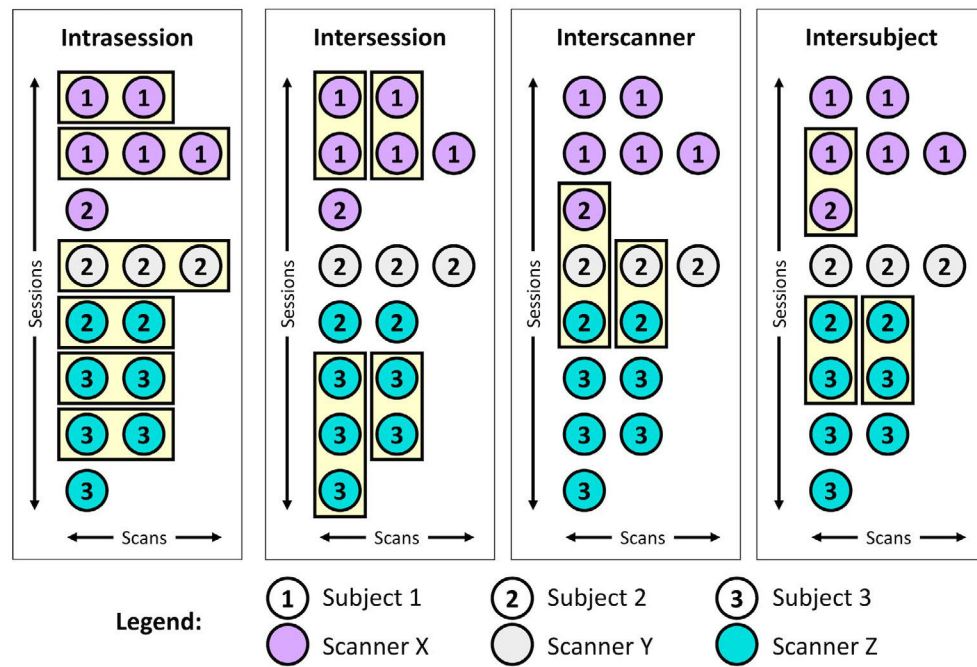 Intrasession
Sessions
1 1
1 1 1
2
2 2 2
2 2
3 3
3 3
3
Scans
Intersession
Sessions
1 1
1 1 1
2
2 2 2
2 2
3 3
3 3
3
Scans
Interscanner
Sessions
1 1
1 1 1
2
2 2 2
2 2
3 3
3 3
3
Scans
Intersubject
Sessions
1 1
1 1 1
2
2 2 2
2 2
3 3
3 3
3
Scans
Legend:
1 Subject 1 2 Subject 2 3 Subject 3
Scanner X Scanner Y Scanner Z